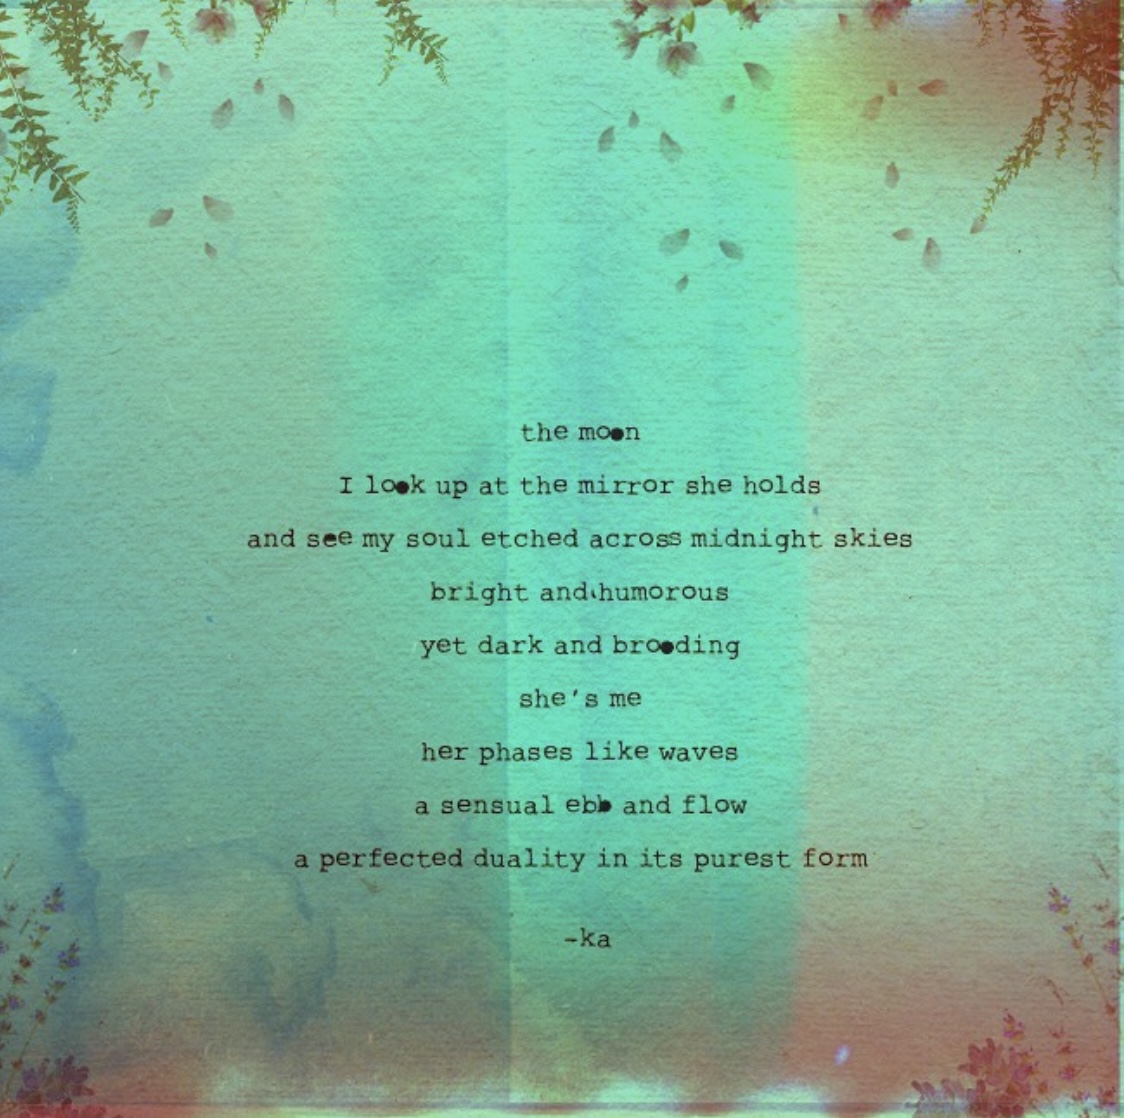 the moon
I look up at the mirror she holds
and see my soul etched across midnight skies
bright and humorous
yet dark and brooding
she's me
her phases like waves
a sensual ebb and flow
a perfected duality in its purest form
-ka